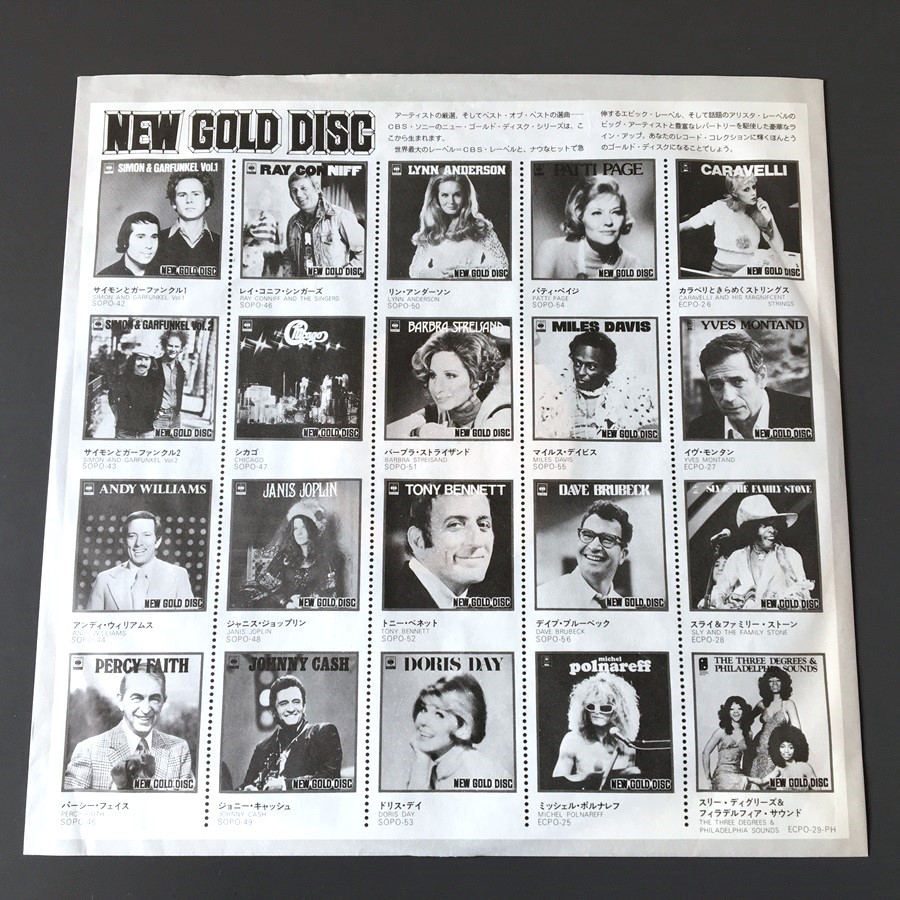 NEW GOLD DISC
アーティストの厳選、そしてベスト・オブ・ベストの選曲——
CBS・ソニーのニュー・ゴールド・ディスク・シリーズは、こ
こから生まれます。
世界最大のレーベル=CBS・レーベルと、ナウなヒットで急
伸するエピック・レーベル、そして話題のアリスタ・レーベルの
ビッグ・アーティストと豊富なレパートリーを駆使した豪華なラ
イン・アップ。あなたのレコード・コレクションに輝くほんとう
のゴールド・ディスクになることでしょう。
SIMON & GARFUNKEL Vol.1
NEW GOLD DISC
サイモンとガーファンクル1
SIMON AND GARFUNKEL Vol.1
SOPO-42
RAY CONNIFF
NEW GOLD DISC
レイ・コニフ・シンガーズ
RAY CONNIFF AND THE SINGERS
SOPO-46
LYNN ANDERSON
NEW GOLD DISC
リン・アンダーソン
LYNN ANDERSON
SOPO-50
PATTI PAGE
NEW GOLD DISC
パティ・ペイジ
PATTI PAGE
SOPO-54
CARAVELLI
NEW GOLD DISC
カラベリときらめくストリングス
CARAVELLI AND HIS MAGNIFICENT
STRINGS
ECPO-26
SIMON & GARFUNKEL Vol.2
NEW GOLD DISC
サイモンとガーファンクル2
SIMON AND GARFUNKEL Vol.2
SOPO-43
Chicago
NEW GOLD DISC
シカゴ
CHICAGO
SOPO-47
BARBRA STREISAND
NEW GOLD DISC
バーブラ・ストライザンド
BARBRA STREISAND
SOPO-51
MILES DAVIS
NEW GOLD DISC
マイルス・デイビス
MILES DAVIS
SOPO-55
YVES MONTAND
NEW GOLD DISC
イヴ・モンタン
YVES MONTAND
ECPO-27
ANDY WILLIAMS
NEW GOLD DISC
アンディ・ウィリアムス
ANDY WILLIAMS
SOPO-44
JANIS JOPLIN
NEW GOLD DISC
ジャニス・ジョップリン
JANIS JOPLIN
SOPO-48
TONY BENNETT
NEW GOLD DISC
トニー・ベネット
TONY BENNETT
SOPO-52
DAVE BRUBECK
NEW GOLD DISC
デイブ・ブルーベック
DAVE BRUBECK
SOPO-56
SLY & THE FAMILY STONE
NEW GOLD DISC
スライ&ファミリー・ストーン
SLY AND THE FAMILY STONE
ECPO-28
PERCY FAITH
NEW GOLD DISC
パーシー・フェイス
PERCY FAITH
SOPO-45
JOHNNY CASH
NEW GOLD DISC
ジョニー・キャッシュ
JOHNNY CASH
SOPO-49
DORIS DAY
NEW GOLD DISC
ドリス・デイ
DORIS DAY
SOPO-53
michel
polnareff
NEW GOLD DISC
ミッシェル・ポルナレフ
MICHEL POLNAREFF
ECPO-25
THE THREE DEGREES &
PHILADELPHIA SOUNDS
NEW GOLD DISC
スリー・ディグリーズ&
フィラデルフィア・サウンド
THE THREE DEGREES &
PHILADELPHIA SOUNDS ECPO-29-PH